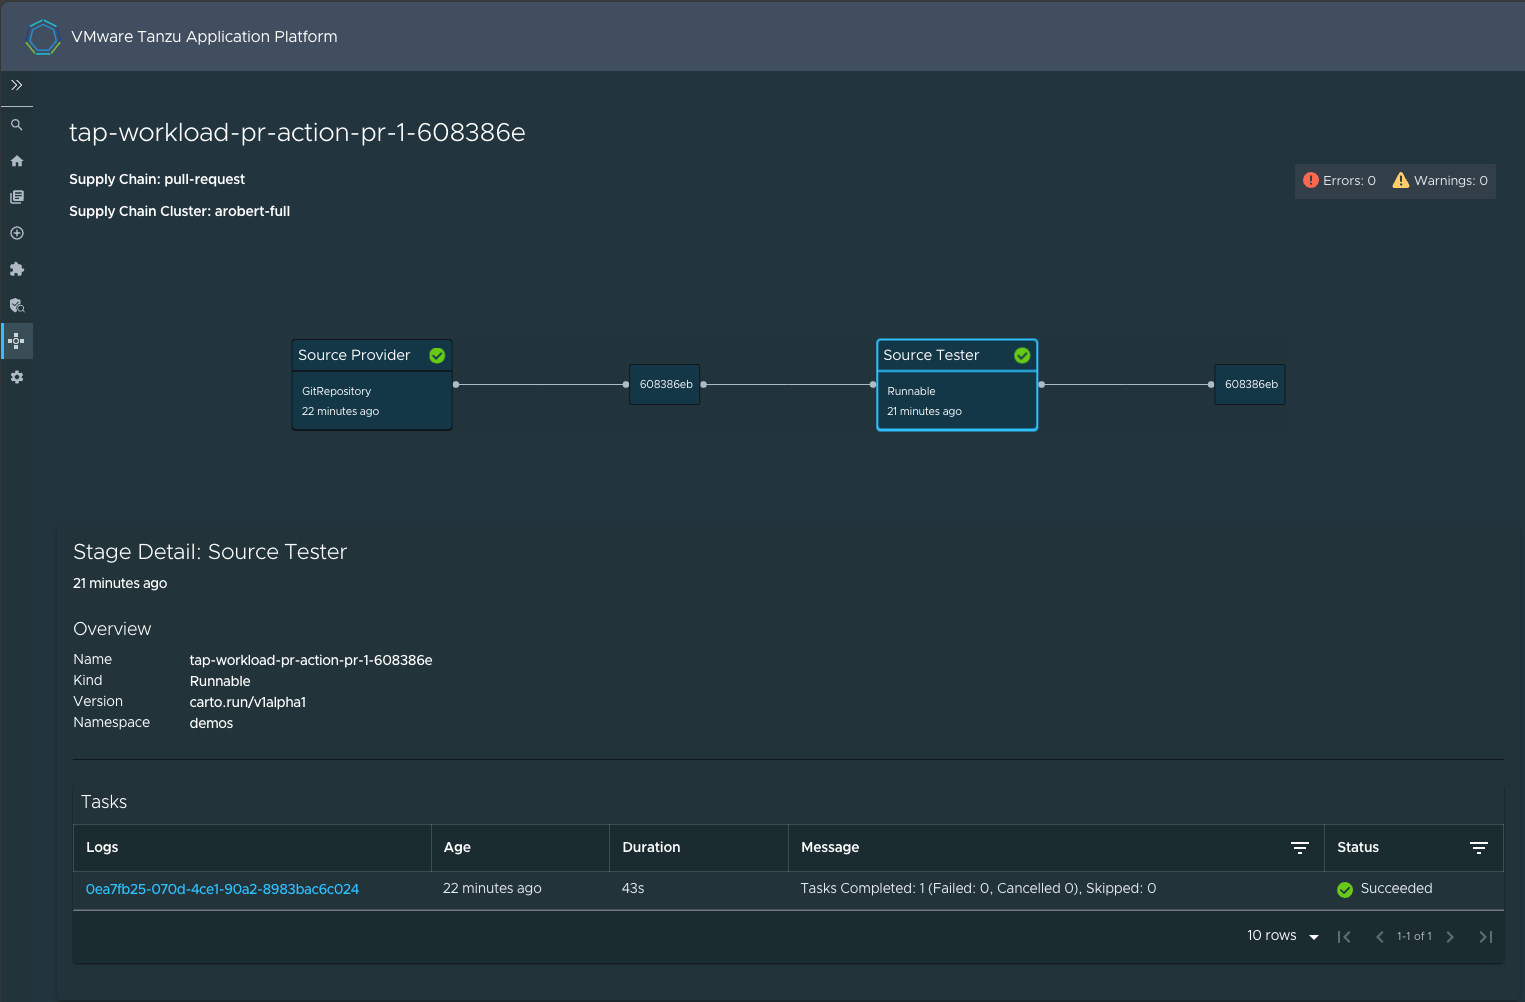 VMware Tanzu Application Platform
tap-workload-pr-action-pr-1-608386e
Supply Chain: pull-request
Supply Chain Cluster: arobert-full
Errors: 0 Warnings: 0
Source Provider
GitRepository
22 minutes ago
608386eb
Source Tester
Runnable
21 minutes ago
608386eb
Stage Detail: Source Tester
21 minutes ago
Overview
Name tap-workload-pr-action-pr-1-608386e
Kind Runnable
Version carto.run/v1alpha1
Namespace demos
Tasks
Logs Age Duration Message Status
0ea7fb25-070d-4ce1-90a2-8983bac6c024 22 minutes ago 43s Tasks Completed: 1 (Failed: 0, Cancelled 0), Skipped: 0 Succeeded
10 rows 1-1 of 1